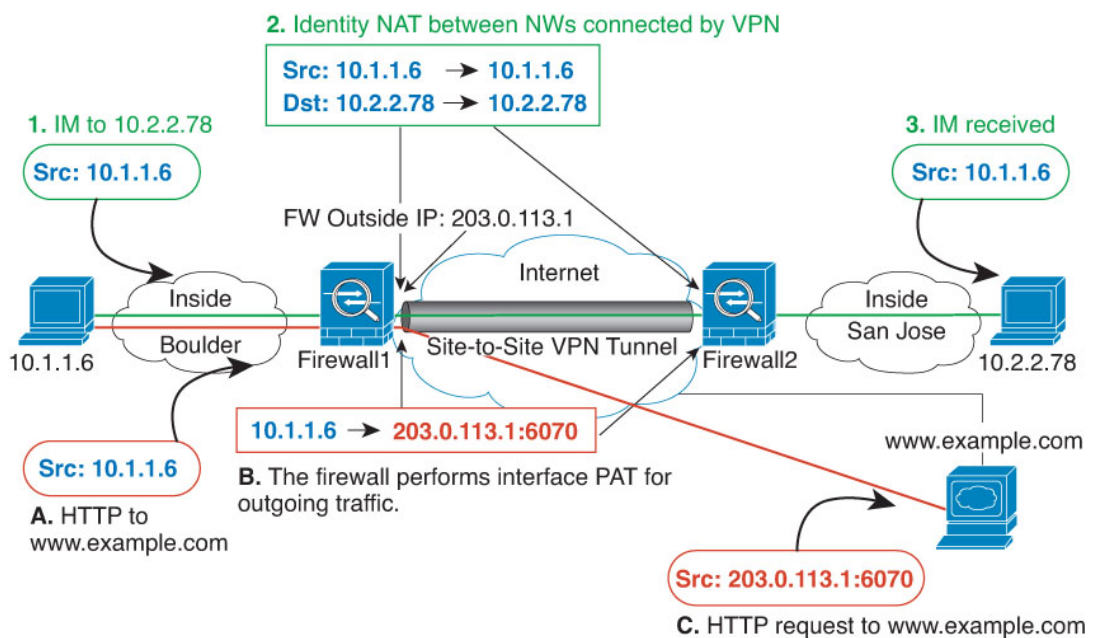 2. Identity NAT between NWs connected by VPN
Src: 10.1.1.6 → 10.1.1.6
Dst: 10.2.2.78 → 10.2.2.78
1. IM to 10.2.2.78
Src: 10.1.1.6
3. IM received
Src: 10.1.1.6
FW Outside IP: 203.0.113.1
Internet
Inside
Boulder
Inside
San Jose
10.1.1.6
Firewall1
Site-to-Site VPN Tunnel
Firewall2
10.2.2.78
10.1.1.6 → 203.0.113.1:6070
B. The firewall performs interface PAT for
outgoing traffic.
Src: 10.1.1.6
A. HTTP to
www.example.com
www.example.com
Src: 203.0.113.1:6070
C. HTTP request to www.example.com